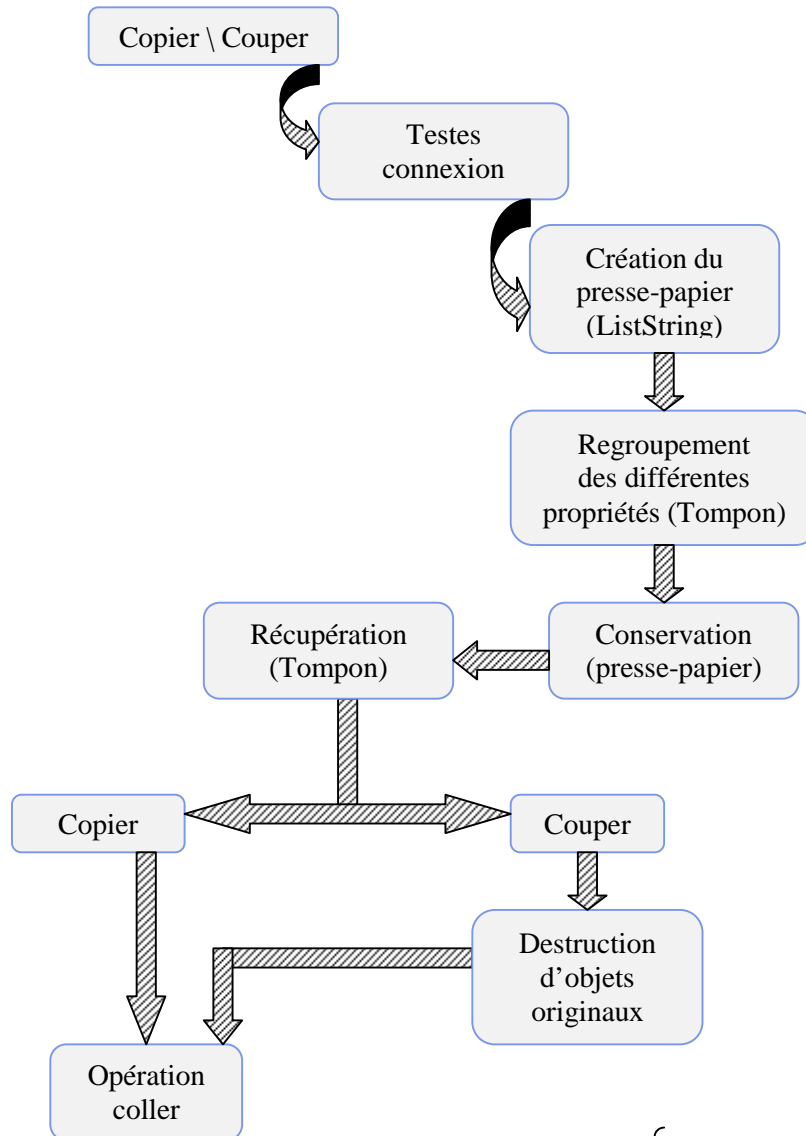 Copier \ Couper
Testes
connexion
Création du
presse-papier
(ListString)
Regroupement
des différentes
propriétés (Tompon)
Récupération
(Tompon)
Conservation
(presse-papier)
Copier
Couper
Destruction
d’objets
originaux
Opération
coller